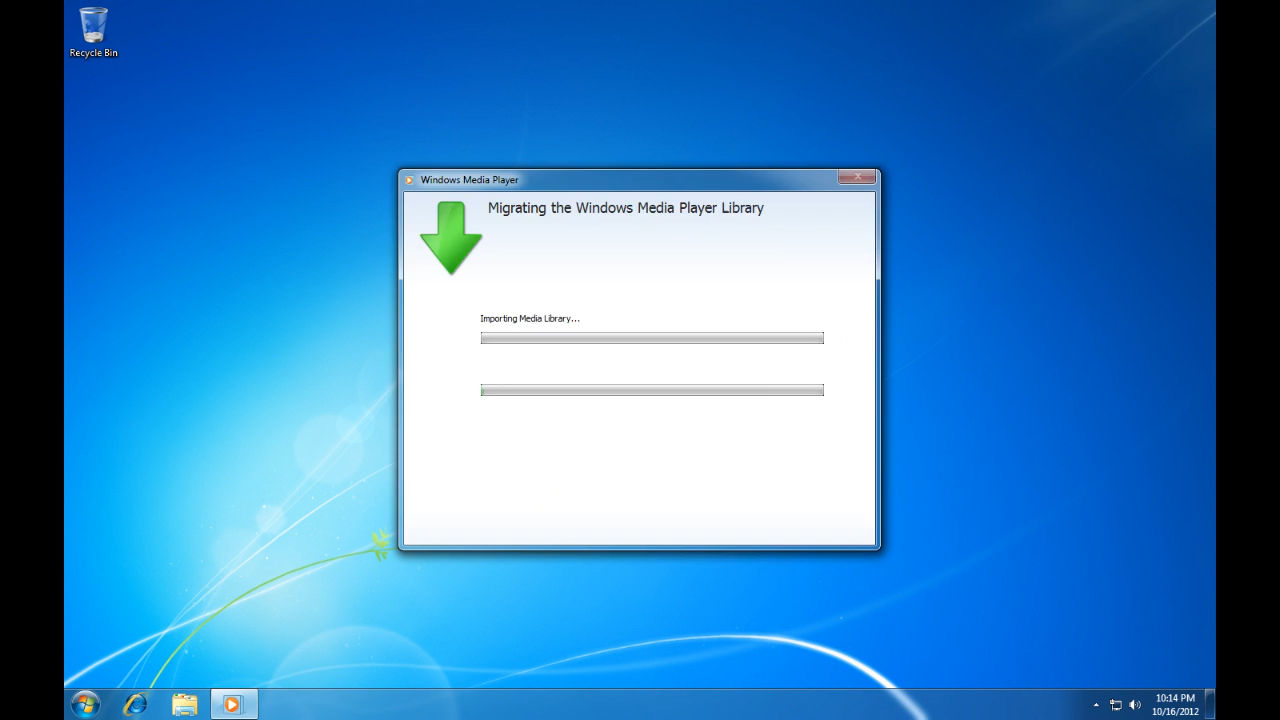 Recycle Bin
Windows Media Player
Migrating the Windows Media Player Library
Importing Media Library...
10:14 PM
10/16/2012